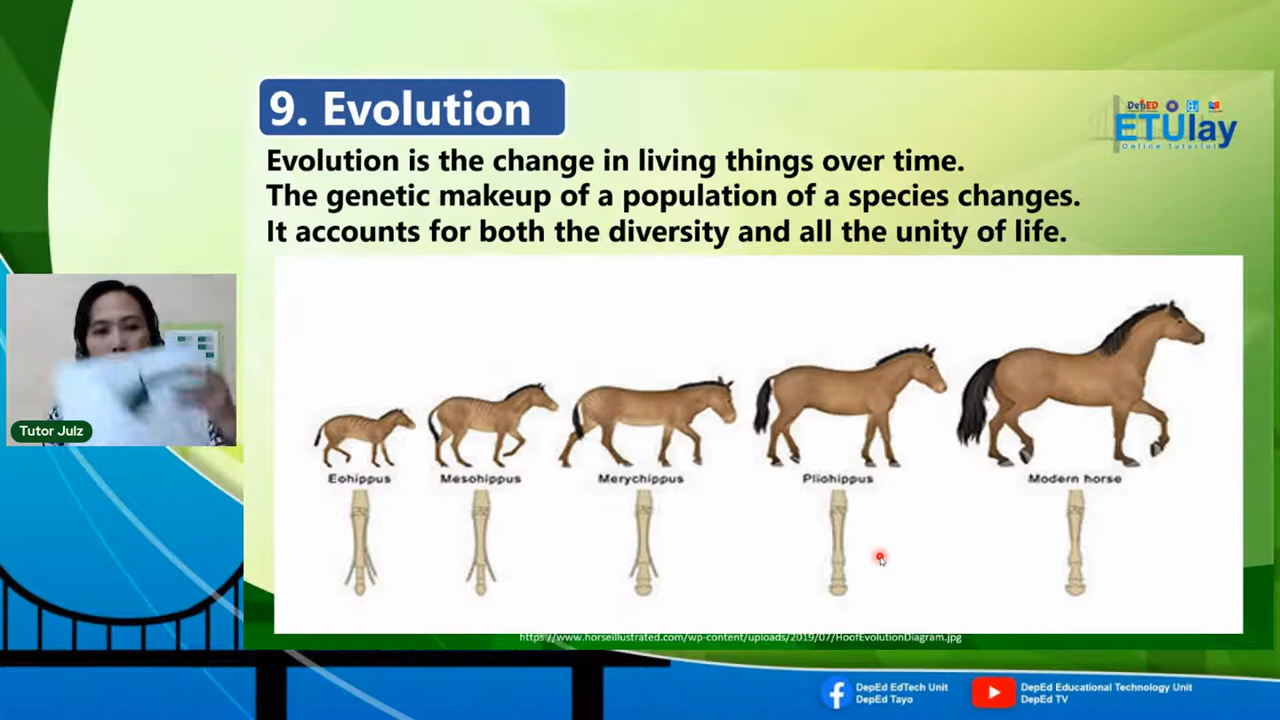 9. Evolution
DepED
ETUlay
Online Tutorial
Evolution is the change in living things over time.
The genetic makeup of a population of a species changes.
It accounts for both the diversity and all the unity of life.
Tutor Julz
Eohippus
Mesohippus
Merychippus
Pliohippus
Modern horse
https://www.horseillustrated.com/wp-content/uploads/2019/07/HoofEvolutionDiagram.jpg
DepEd EdTech Unit
DepEd Tayo
DepEd Educational Technology Unit
DepEd TV